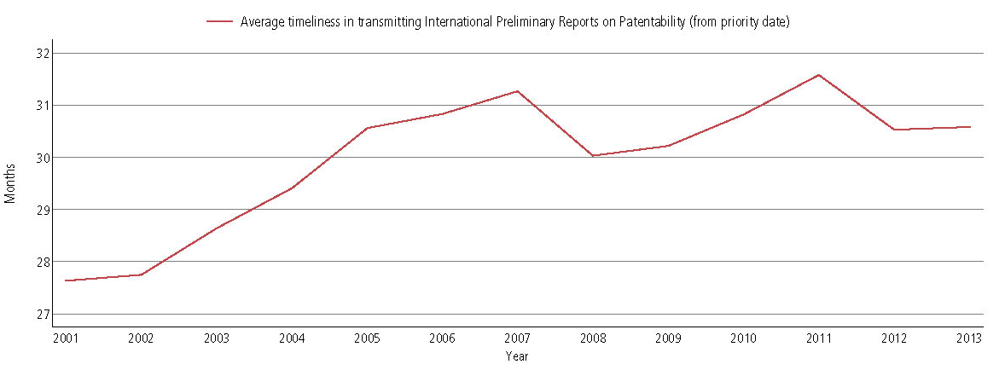 Average timeliness in transmitting International Preliminary Reports on Patentability (from priority date)
32
31
30
29
28
27
Months
2001 2002 2003 2004 2005 2006 2007 2008 2009 2010 2011 2012 2013
Year